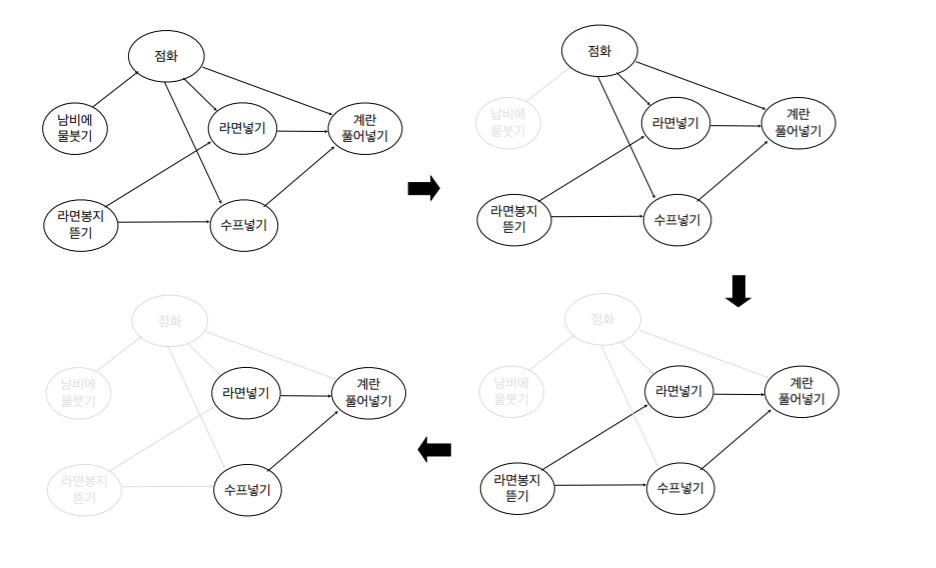 점화
남비에
물붓기
라면넣기
계란
풀어넣기
라면봉지
뜯기
수프넣기
점화
남비에
물붓기
라면넣기
계란
풀어넣기
라면봉지
뜯기
수프넣기
점화
남비에
물붓기
라면넣기
계란
풀어넣기
라면봉지
뜯기
수프넣기
점화
남비에
물붓기
라면넣기
계란
풀어넣기
라면봉지
뜯기
수프넣기